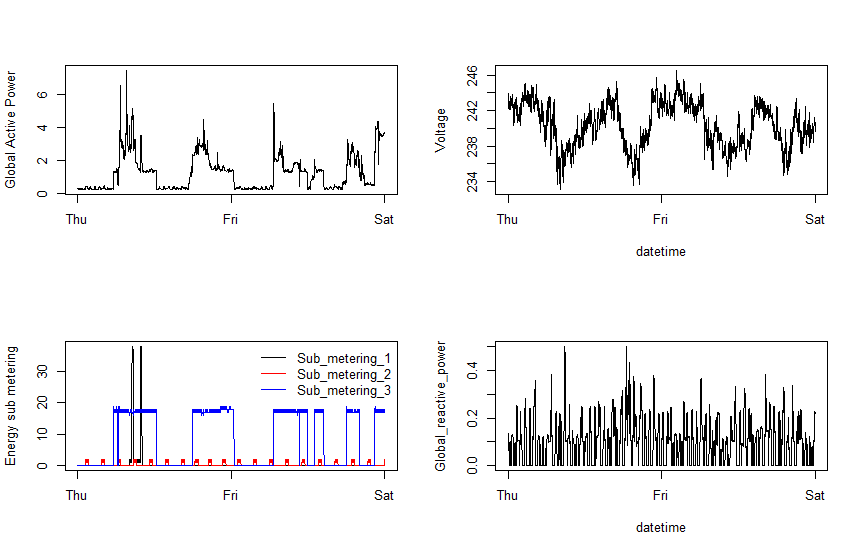 Global Active Power
6
4
2
0
Thu
Fri
Sat
Voltage
246
242
238
234
Thu
Fri
Sat
datetime
Energy sub metering
30
20
10
0
Sub_metering_1
Sub_metering_2
Sub_metering_3
Thu
Fri
Sat
Global_reactive_power
0.4
0.2
0.0
Thu
Fri
Sat
datetime